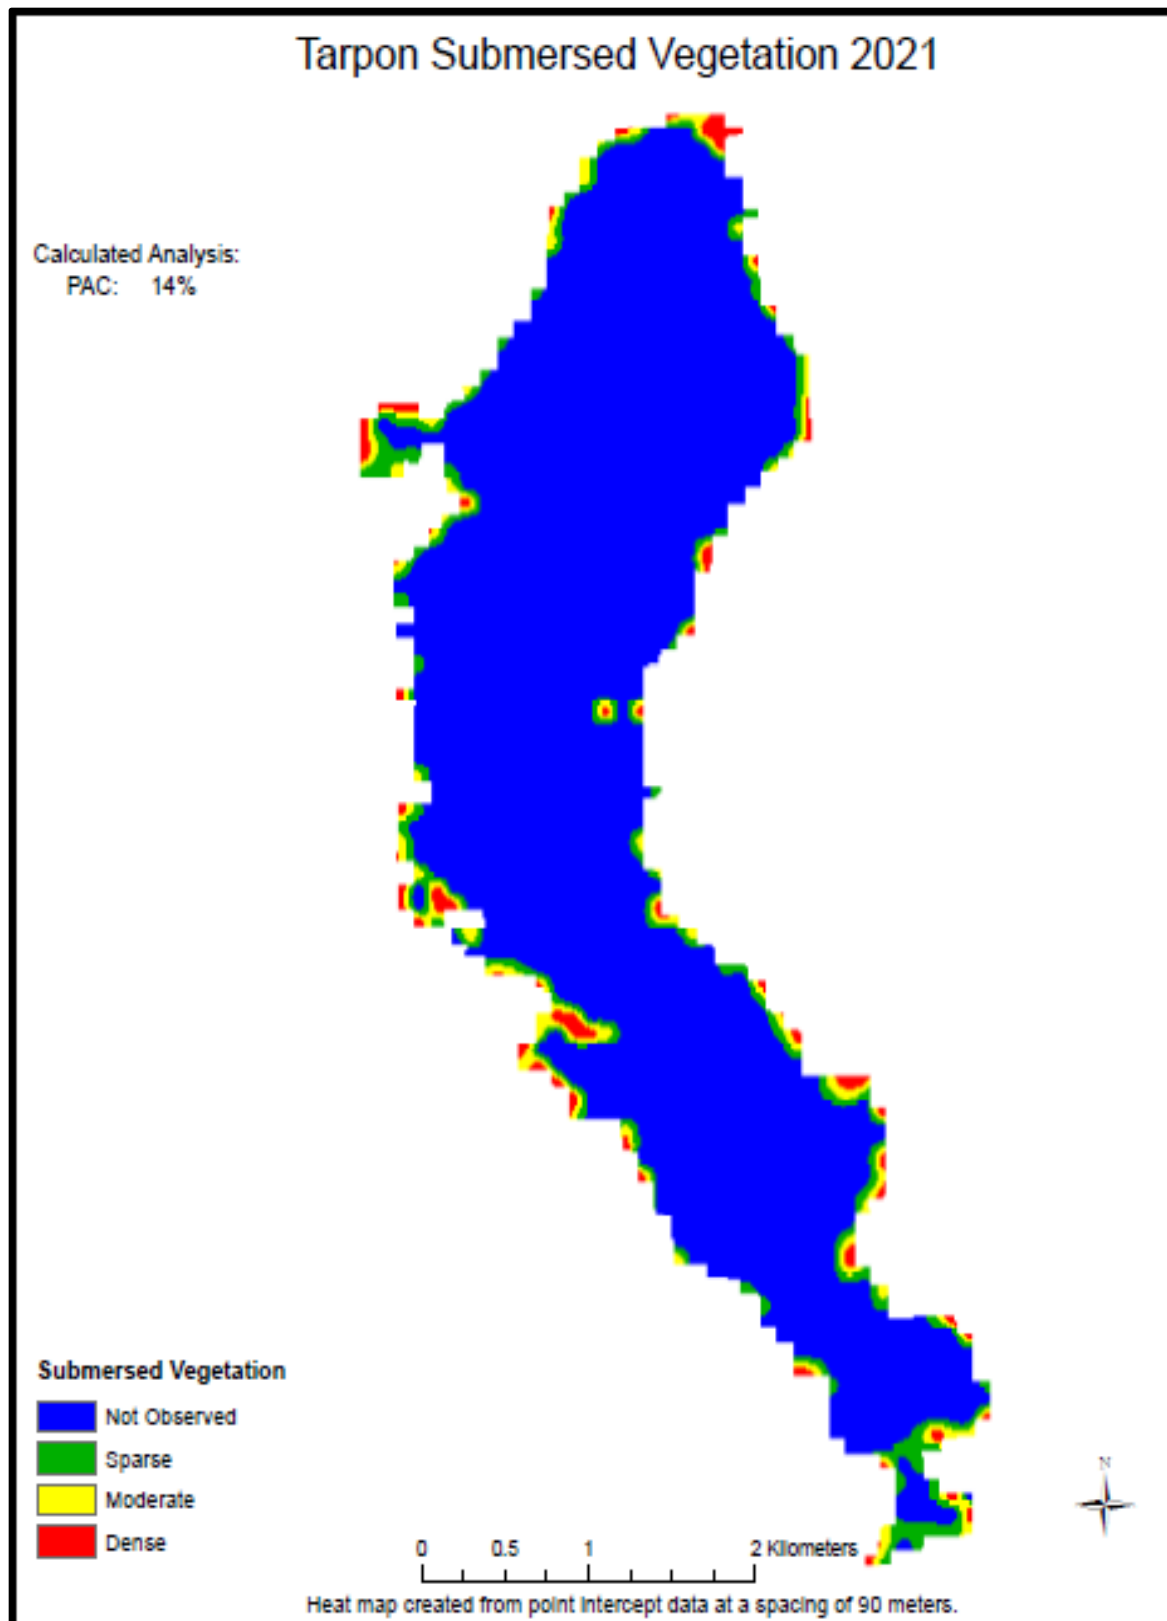 Tarpon Submersed Vegetation 2021
Calculated Analysis:
PAC: 14%
Submersed Vegetation
Not Observed
Sparse
Moderate
Dense
N
0 0.5 1 2 Kilometers
Heat map created from point intercept data at a spacing of 90 meters.